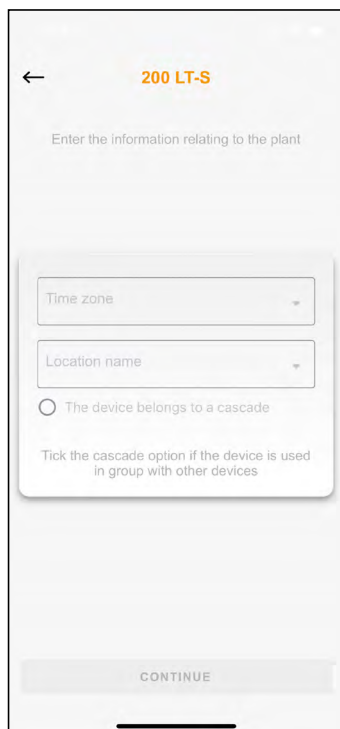 200 LT-S
Enter the information relating to the plant
Time zone
Location name
The device belongs to a cascade
Tick the cascade option if the device is used
in group with other devices
CONTINUE